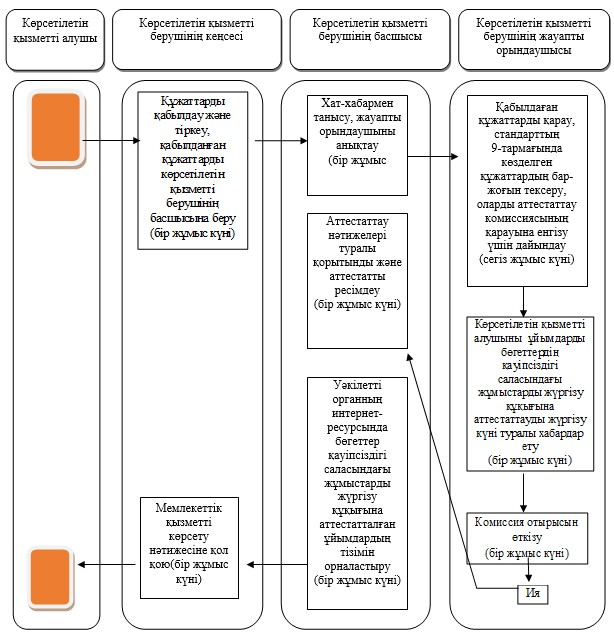 Көрсетілетін
қызметті алушы
Көрсетілетін қызметті
берушінің кеңсесі
Көрсетілетін қызметті
берушінің басшысы
Көрсетілетін қызметті
берушінің жауапты
орындаушысы
Құжаттарды
қабылдау және
тіркеу,
қабылданған
құжаттарды
көрсетілетін
қызметті
берушінің
басшысына беру
(бір жұмыс күні)
Хат-хабармен
танысу, жауапты
орындаушыны
анықтау
(бір жұмыс
Қабылдаған
құжаттарды қарау,
стандарттың
9-тармағында
көзделген
құжаттардың бар-
жоғын тексеру,
оларды аттестаттау
комиссиясының
қарауына енгізу
үшін дайындау
(сегіз жұмыс күні)
Аттестаттау
нәтижелері
туралы
қорытынды және
аттестатты
ресімдеу
(бір жұмыс күні)
Көрсетілетін қызметті
алушыны ұйымдарды
бөгеттердің
қауіпсіздігі
саласындағы
жұмыстарды жүргізу
құқығына
аттестаттауды жүргізу
күні туралы хабардар
ету
(бір жұмыс күні)
Уәкілетті
органның
интернет-
ресурсында
бөгеттер
қауіпсіздігі
саласындағы
жұмыстарды
жүргізу
құқығына
аттестатталған
ұйымдардың
тізімін
орналастыру
(бір жұмыс күні)
Мемлекеттік
қызметті
көрсету
нәтижесіне қол
қою(бір жұмыс
күні)
Комиссия отырысын
өткізу
(бір жұмыс күні)
Ия